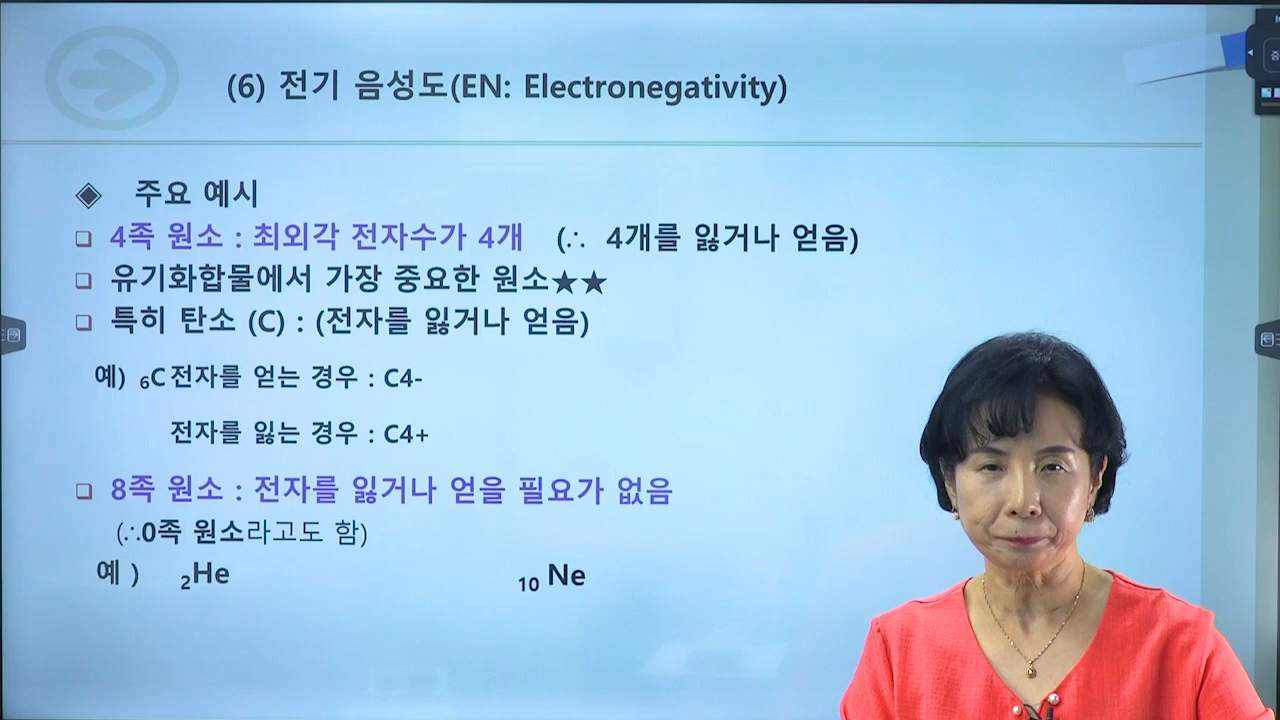 (6) 전기 음성도(EN: Electronegativity)
◈ 주요 예시
❑ 4족 원소 : 최외각 전자수가 4개 (∴ 4개를 잃거나 얻음)
❑ 유기화합물에서 가장 중요한 원소★★
❑ 특히 탄소 (C) : (전자를 잃거나 얻음)
예) ₆C 전자를 얻는 경우 : C4-
전자를 잃는 경우 : C4+
❑ 8족 원소 : 전자를 잃거나 얻을 필요가 없음
(∴0족 원소라고도 함)
예 ) ₂He ₁₀ Ne